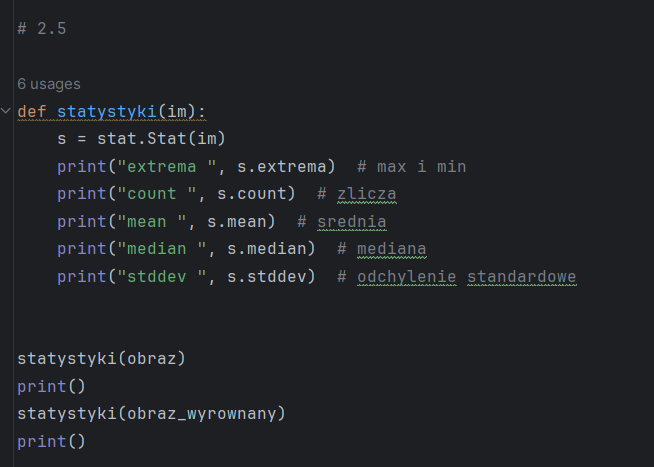 # 2.5
6 usages
def statystyki(im):
    s = stat.Stat(im)
    print("extrema ", s.extrema)  # max i min
    print("count ", s.count)  # zlicza
    print("mean ", s.mean)  # srednia
    print("median ", s.median)  # mediana
    print("stddev ", s.stddev)  # odchylenie standardowe
statystyki(obraz)
print()
statystyki(obraz_wyrownany)
print()